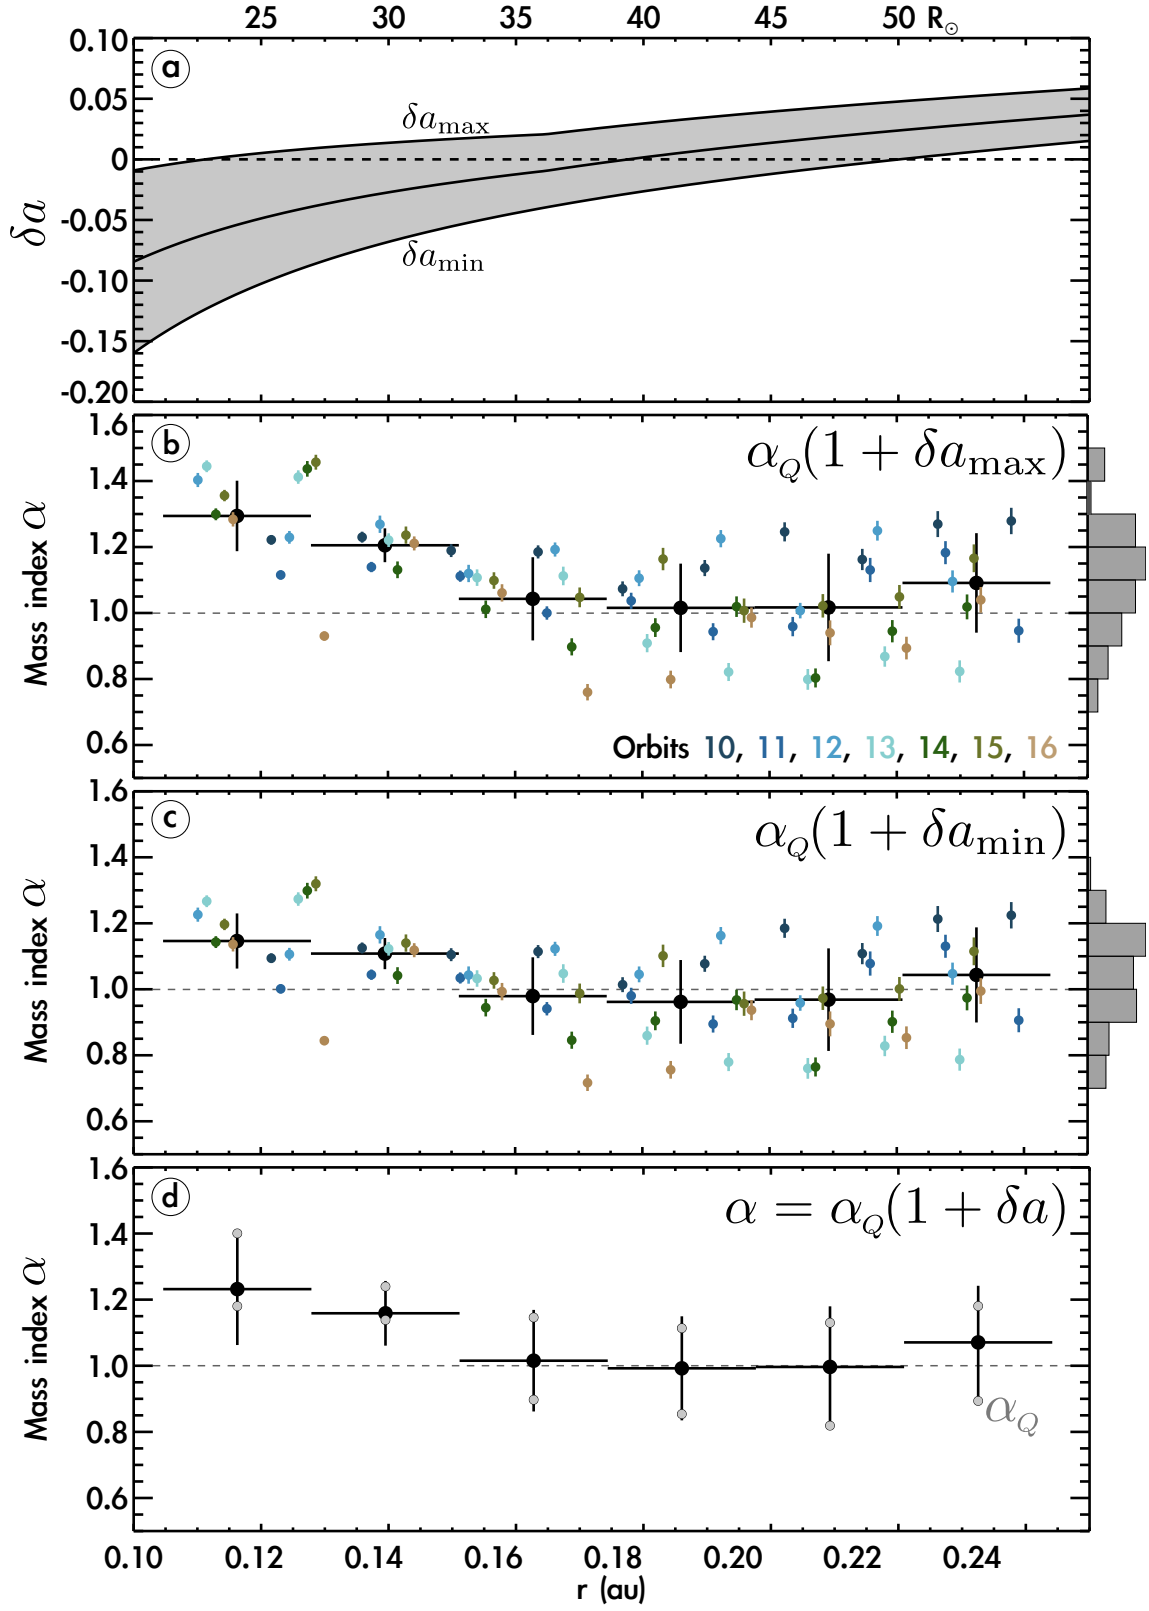 25 30 35 40 45 50 R☉
a
0.10
0.05
0
-0.05
-0.10
-0.15
-0.20
δa
δa_max
δa_min
b
α_Q(1 + δa_max)
1.6
1.4
1.2
1.0
0.8
0.6
Mass index α
Orbits 10, 11, 12, 13, 14, 15, 16
c
α_Q(1 + δa_min)
1.6
1.4
1.2
1.0
0.8
0.6
Mass index α
d
α = α_Q(1 + δa)
1.6
1.4
1.2
1.0
0.8
0.6
Mass index α
α_Q
0.10 0.12 0.14 0.16 0.18 0.20 0.22 0.24
r (au)